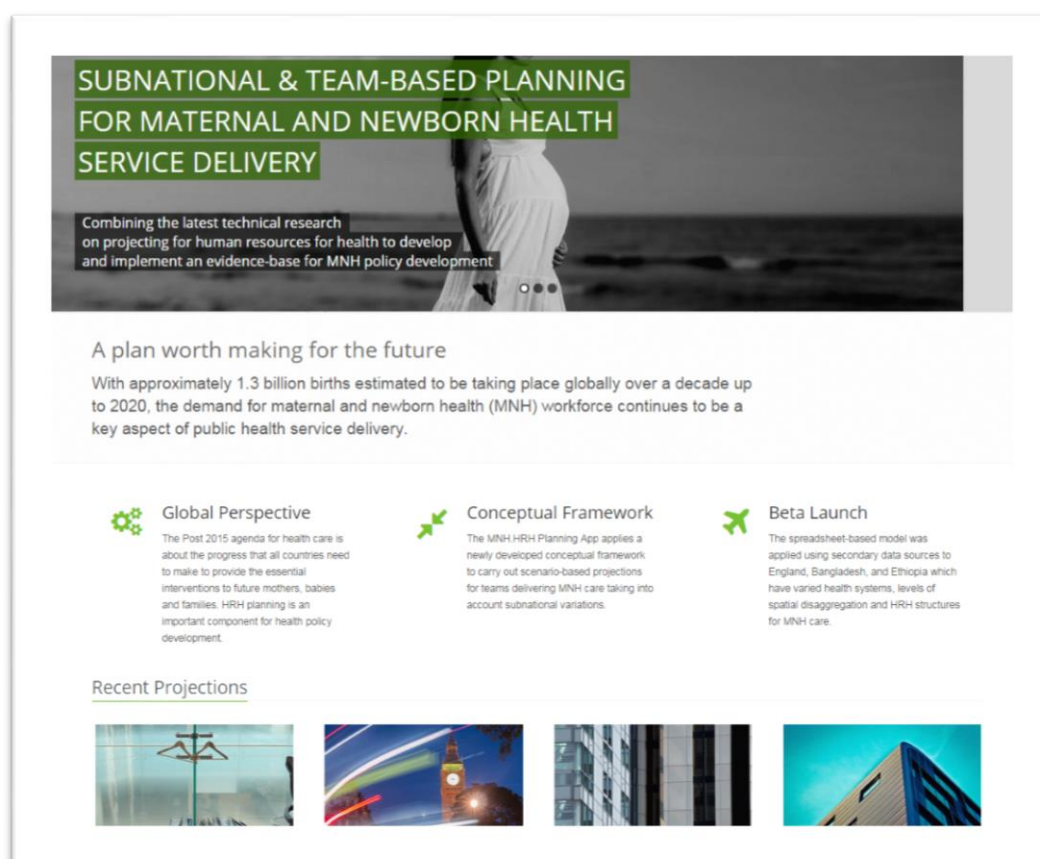 SUBNATIONAL & TEAM-BASED PLANNING
FOR MATERNAL AND NEWBORN HEALTH
SERVICE DELIVERY
Combining the latest technical research
on projecting for human resources for health to develop
and implement an evidence-base for MNH policy development
A plan worth making for the future
With approximately 1.3 billion births estimated to be taking place globally over a decade up
to 2020, the demand for maternal and newborn health (MNH) workforce continues to be a
key aspect of public health service delivery.
Global Perspective
The Post 2015 agenda for health care is
about the progress that all countries need
to make to provide the essential
interventions to future mothers, babies
and families. HRH planning is an
important component for health policy
development.
Conceptual Framework
The MNH.HRH Planning App applies a
newly developed conceptual framework
to carry out scenario-based projections
for teams delivering MNH care taking into
account subnational variations.
Beta Launch
The spreadsheet-based model was
applied using secondary data sources to
England, Bangladesh, and Ethiopia which
have varied health systems, levels of
spatial disaggregation and HRH structures
for MNH care.
Recent Projections